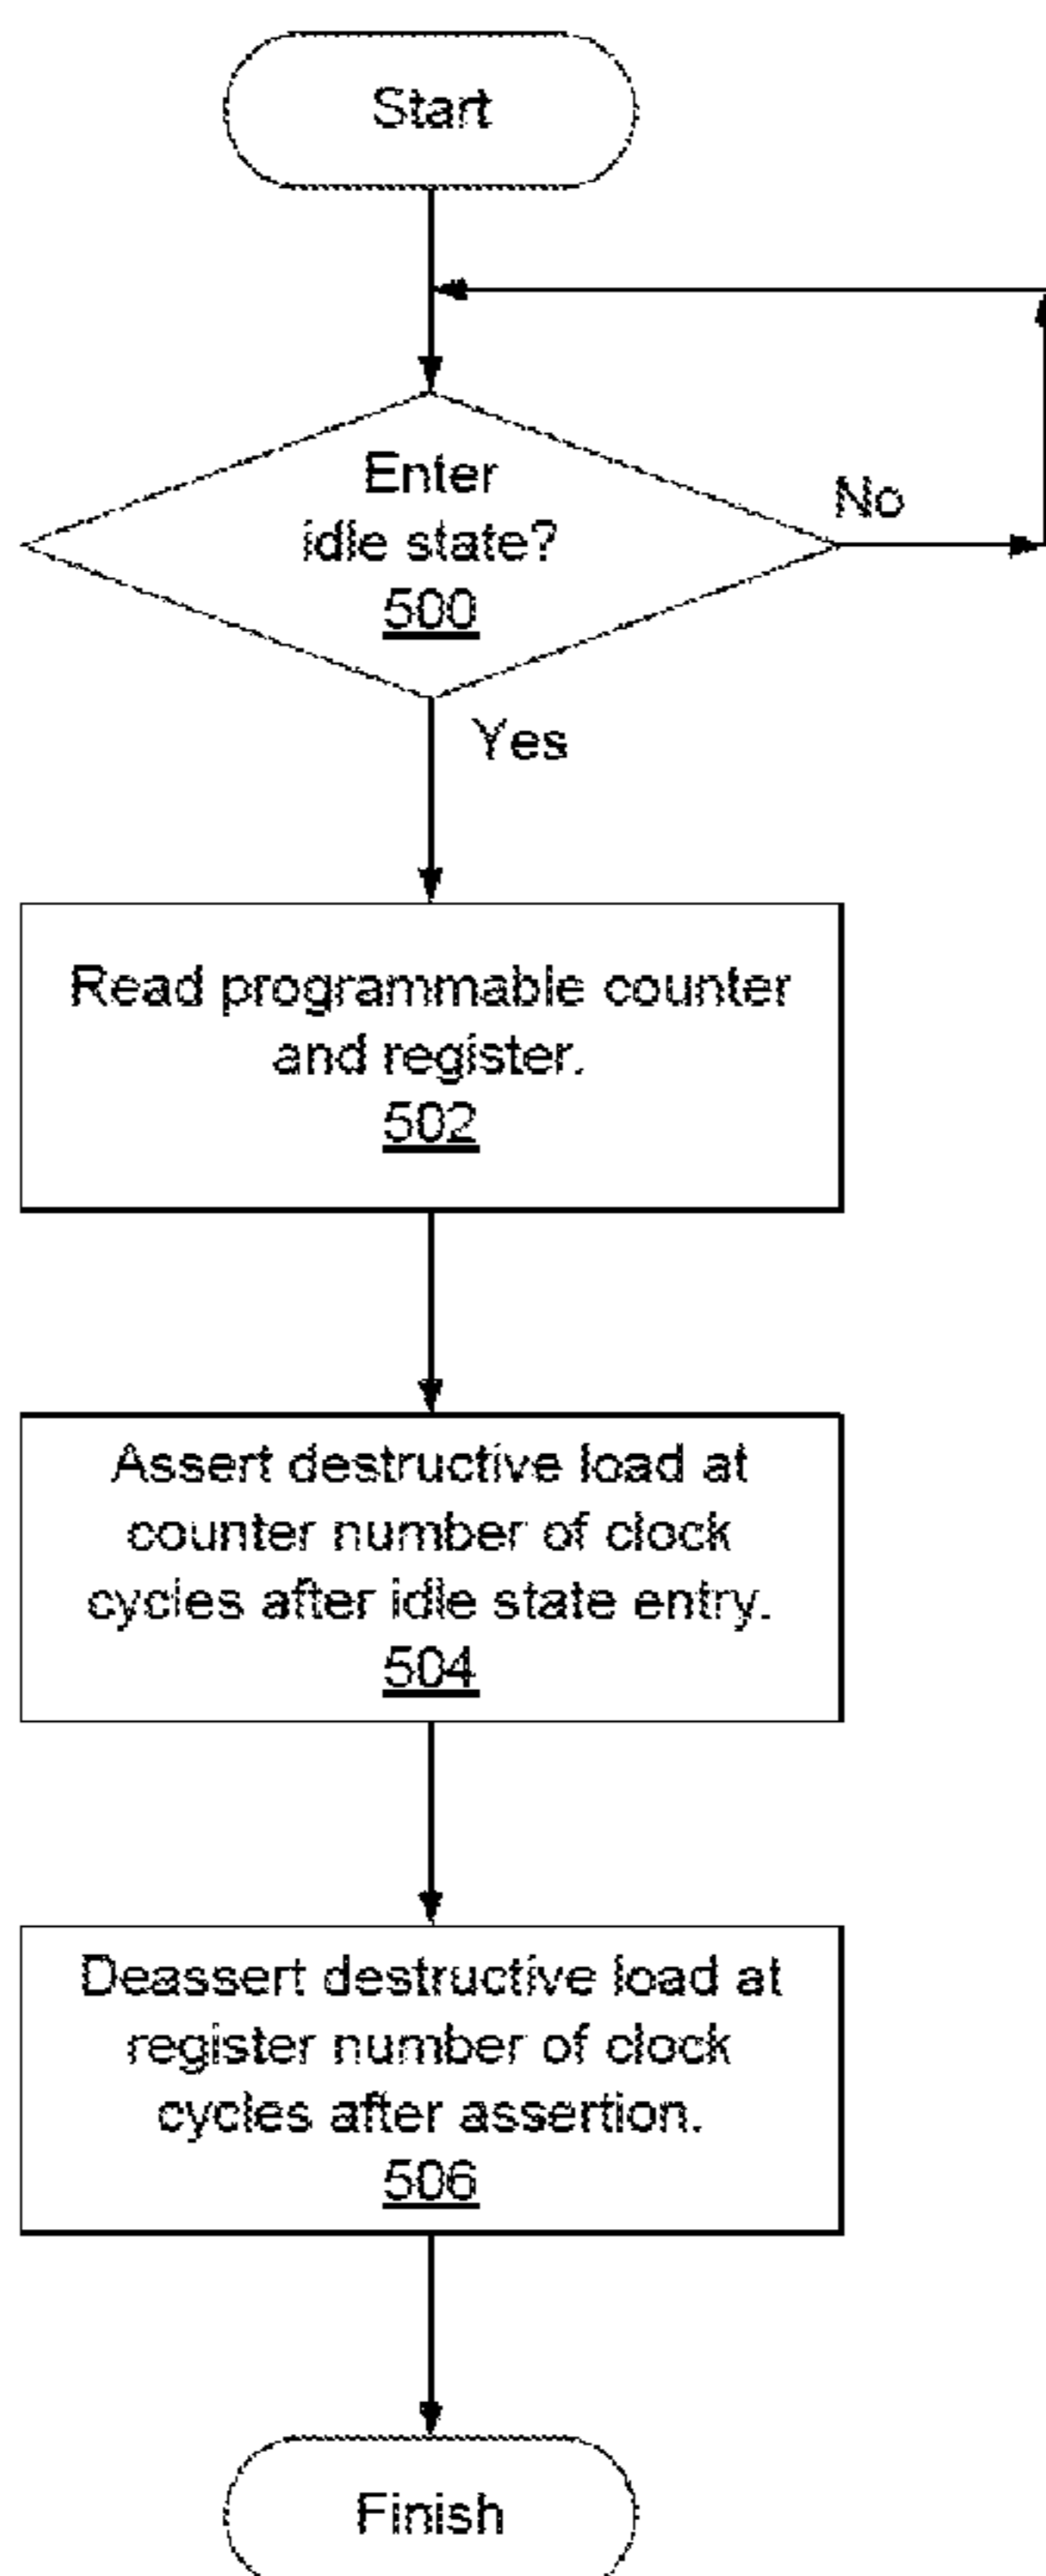 Start
Enter
idle state?
500
No
Yes
Read programmable counter
and register.
502
Assert destructive load at
counter number of clock
cycles after idle state entry.
504
Deassert destructive load at
register number of clock
cycles after assertion.
506
Finish